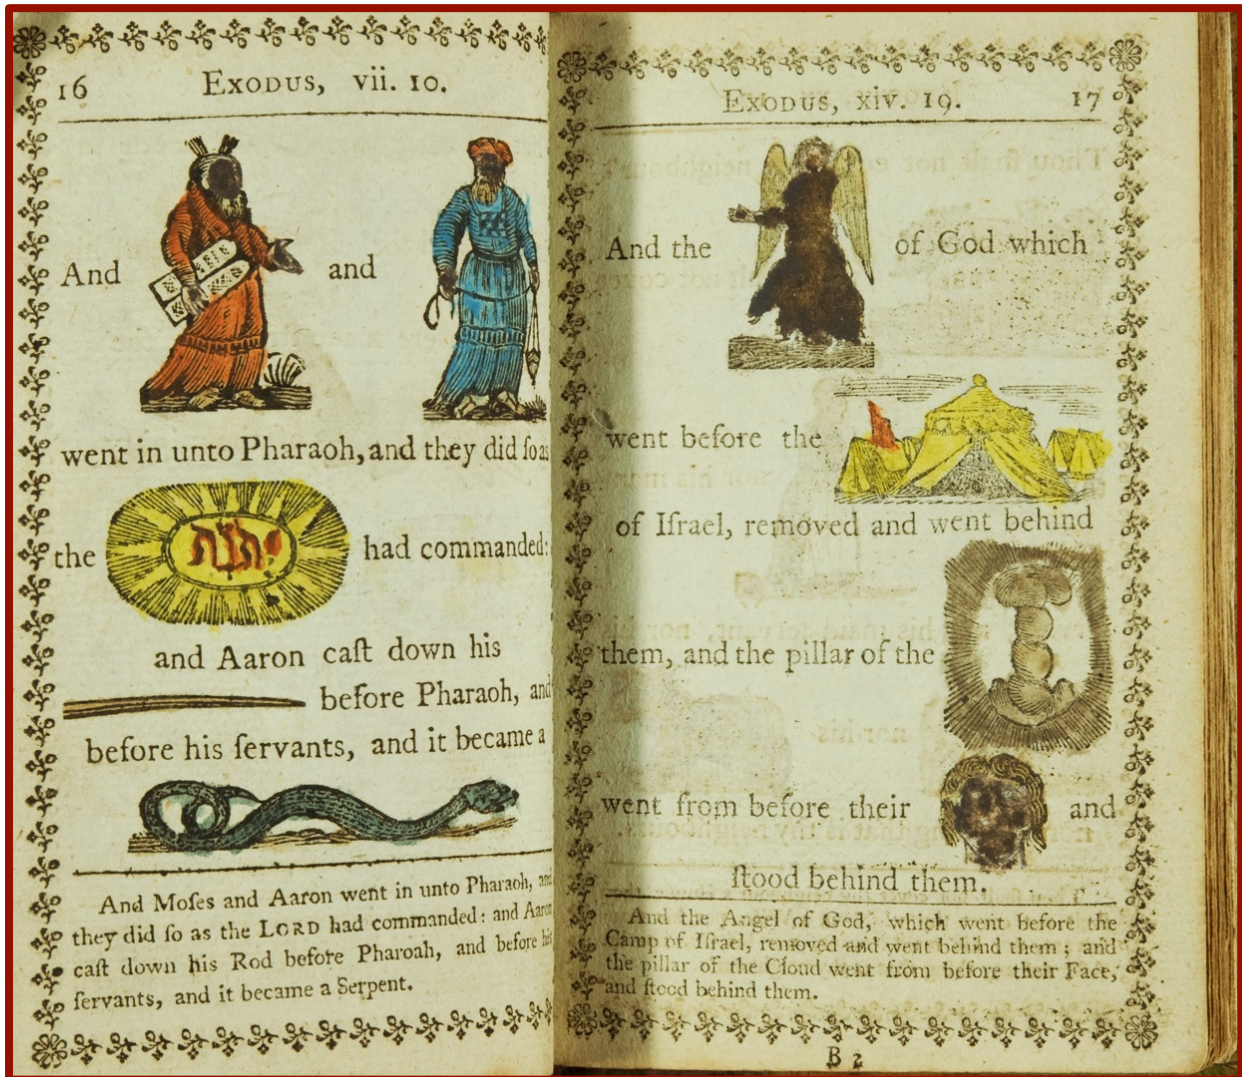 16 EXODUS, vii. 10.
And and
went in unto Pharaoh, and they did ſo as
the יהוה had commanded:
and Aaron caſt down his
before Pharaoh, and
before his ſervants, and it became a
And Moſes and Aaron went in unto Pharaoh, and
they did ſo as the LORD had commanded: and Aaron
caſt down his Rod before Pharoah, and before his
ſervants, and it became a Serpent.
EXODUS, xiv. 19. 17
And the of God which
went before the
of Iſrael, removed and went behind
them, and the pillar of the
went from before their and
ſtood behind them.
And the Angel of God, which went before the
Camp of Iſrael, removed and went behind them; and
the pillar of the Cloud went from before their Face,
and ſtood behind them.
B 2